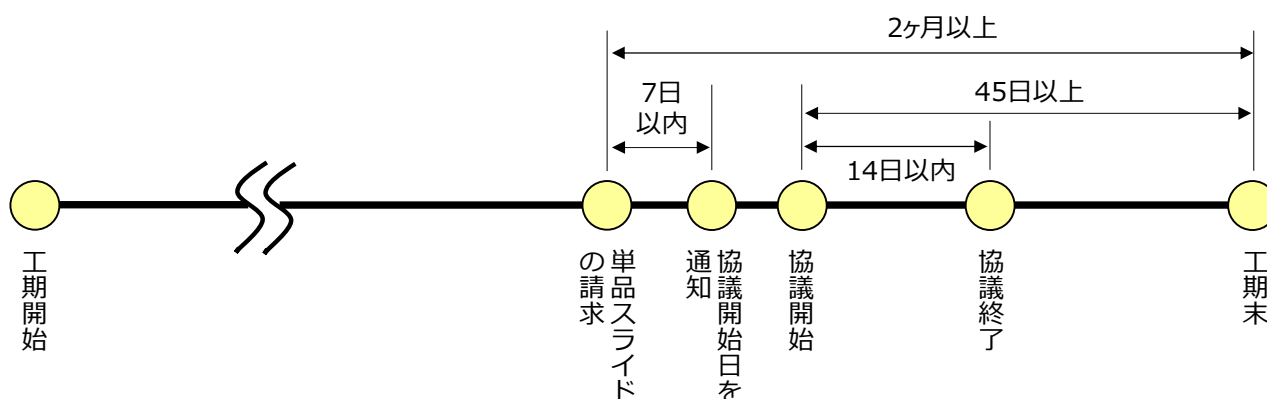 2ヶ月以上
7日
以内
45日以上
14日以内
工期開始
単品スライド
の請求
協議開始日を
通知
協議開始
協議終了
工期末